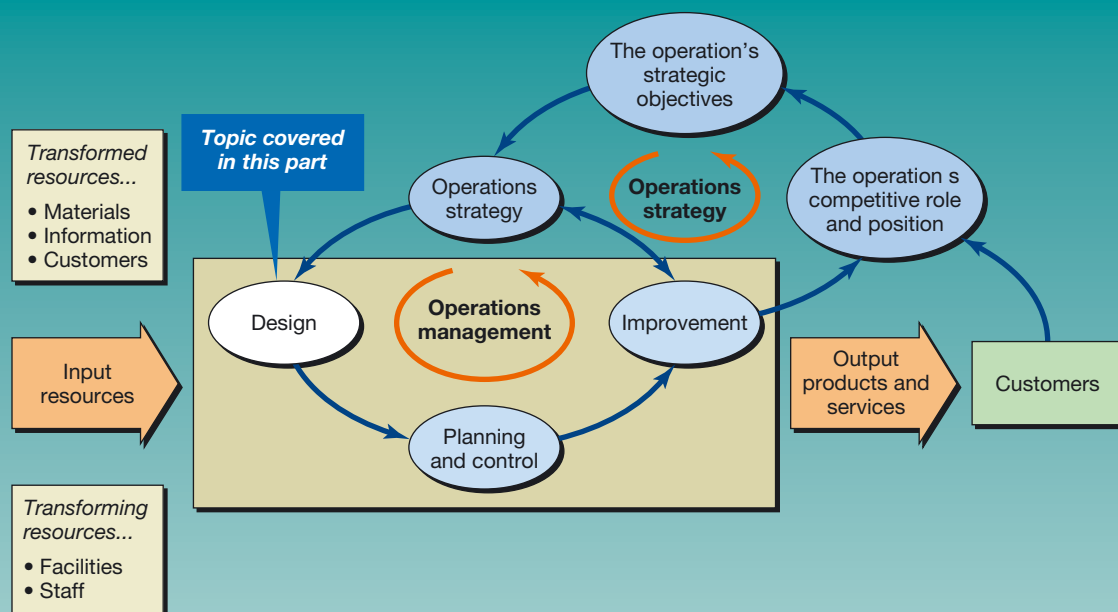 The operation's
strategic
objectives
Topic covered
in this part
Transformed
resources...
• Materials
• Information
• Customers
Operations
strategy
Operations
strategy
The operation s
competitive role
and position
Design
Operations
management
Improvement
Input
resources
Output
products and
services
Customers
Planning
and control
Transforming
resources...
• Facilities
• Staff